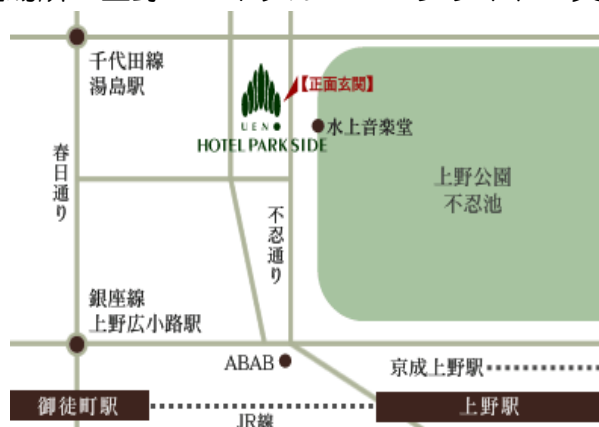 千代田線
湯島駅
【正面玄関】
UENO
HOTEL PARK SIDE
水上音楽堂
春日通り
上野公園
不忍池
不忍通り
銀座線
上野広小路駅
ABAB
京成上野駅
御徒町駅
JR線
上野駅